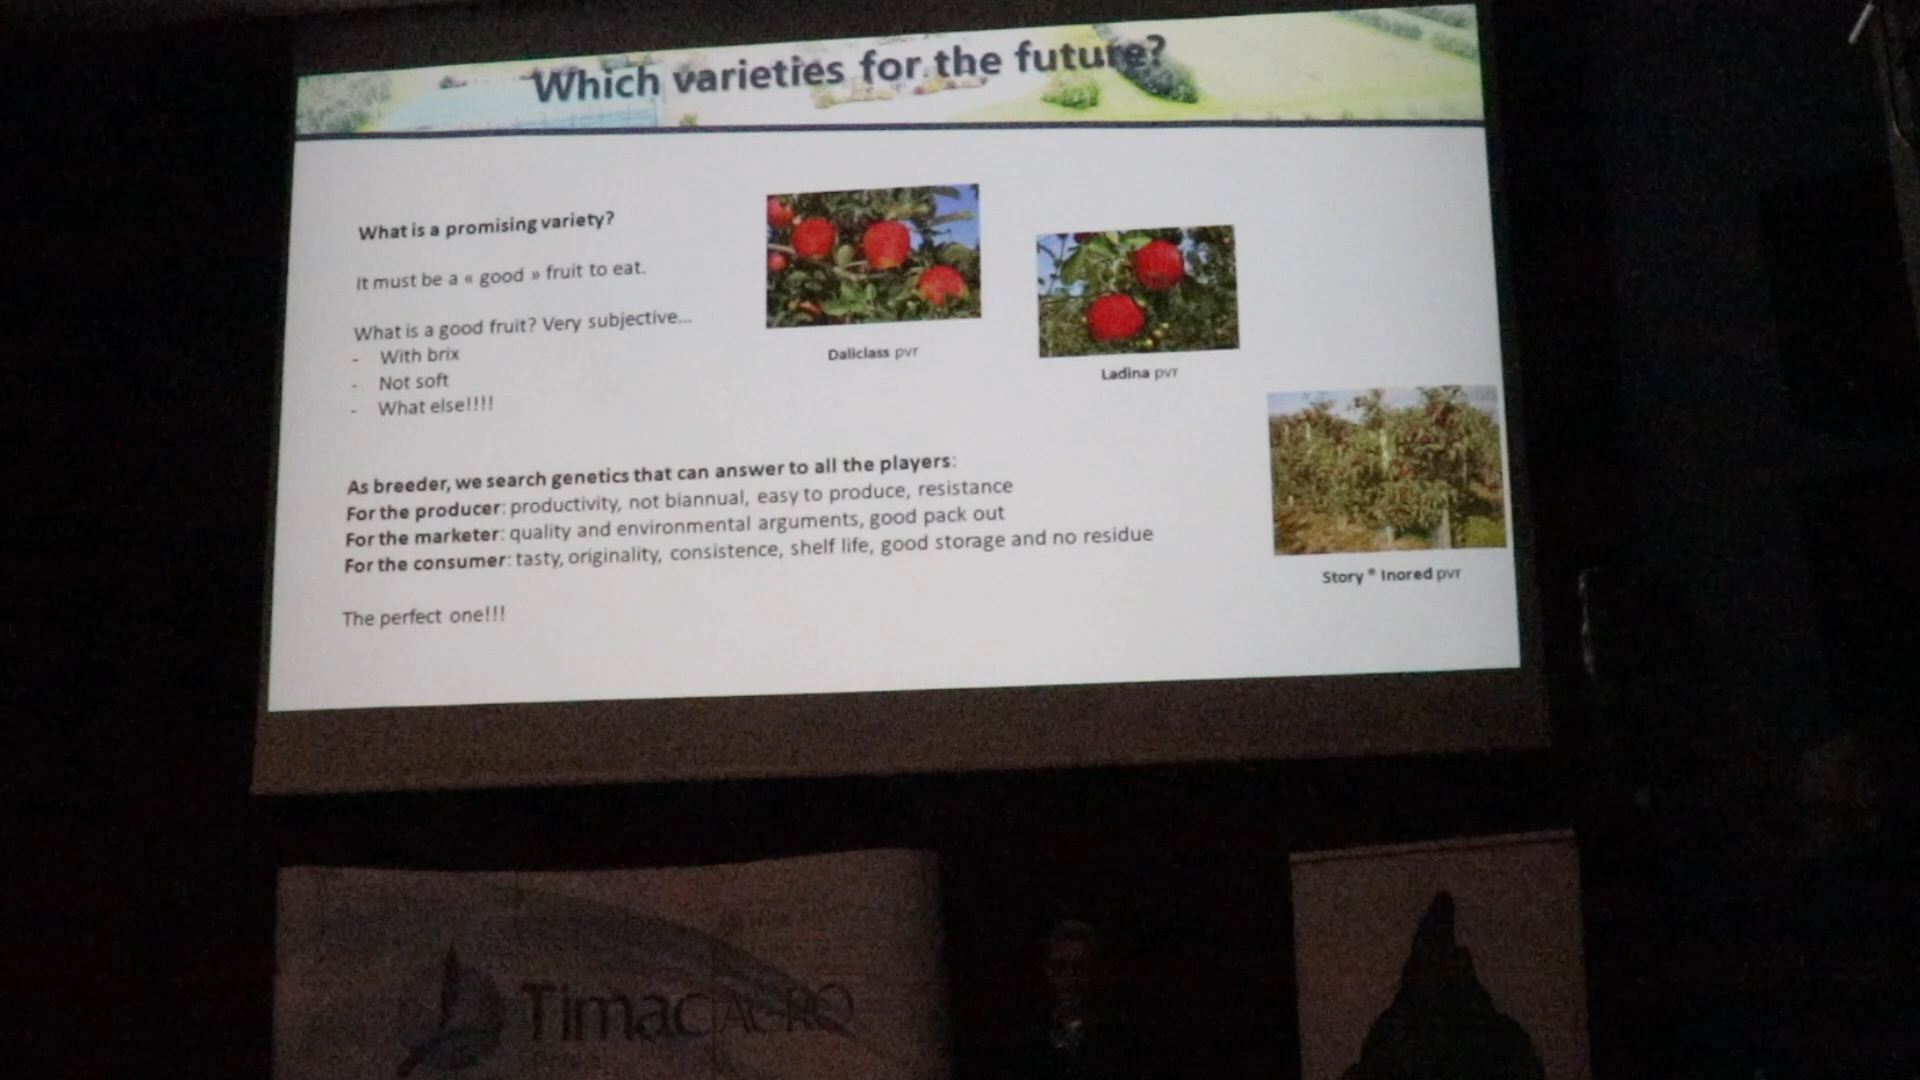 Which varieties for the future?
What is a promising variety?
It must be a « good » fruit to eat.
What is a good fruit? Very subjective...
- With brix
- Not soft
- What else!!!!
Daliclass pvr
Ladina pvr
As breeder, we search genetics that can answer to all the players:
For the producer: productivity, not biannual, easy to produce, resistance
For the marketer: quality and environmental arguments, good pack out
For the consumer: tasty, originality, consistence, shelf life, good storage and no residue
Story ® Inored pvr
The perfect one!!!
Timac AGRO